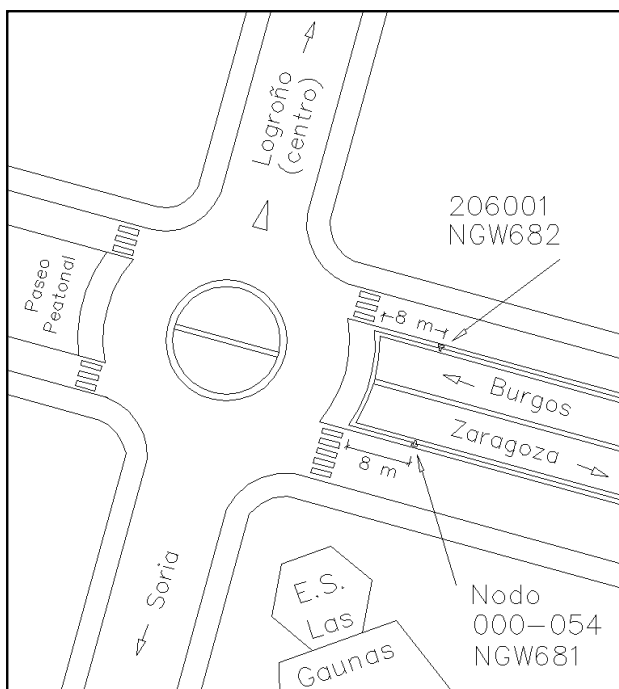 Logroño
(centro)
206001
NGW682
Paseo
Peatonal
8 m
Burgos
Zaragoza
8 m
Soria
E.S.
Las
Gaunas
Nodo
000-054
NGW681